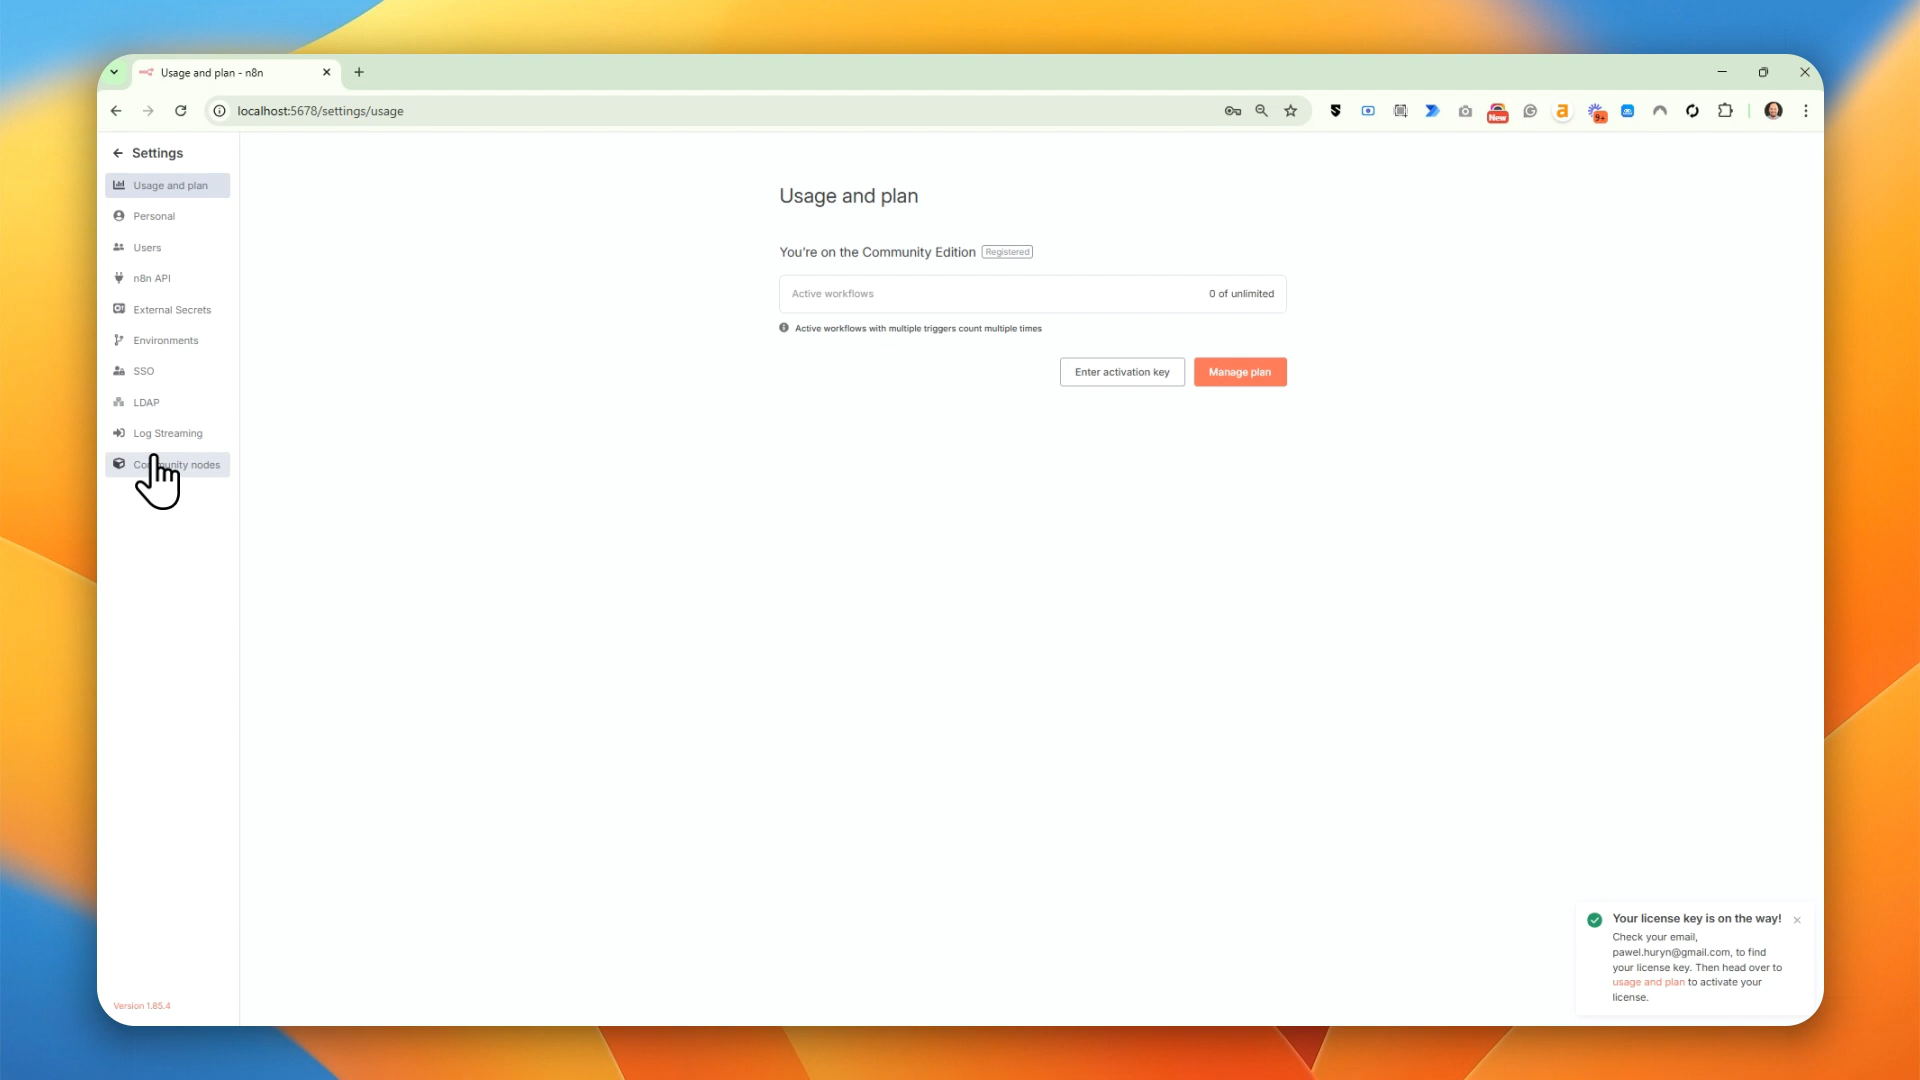 Usage and plan - n8n
localhost:5678/settings/usage
New
9+
Settings
Usage and plan
Personal
Users
n8n API
External Secrets
Environments
SSO
LDAP
Log Streaming
Community nodes
Version 1.85.4
Usage and plan
You're on the Community Edition Registered
Active workflows 0 of unlimited
Active workflows with multiple triggers count multiple times
Enter activation key Manage plan
Your license key is on the way!
Check your email,
pawel.huryn@gmail.com, to find
your license key. Then head over to
usage and plan to activate your
license.